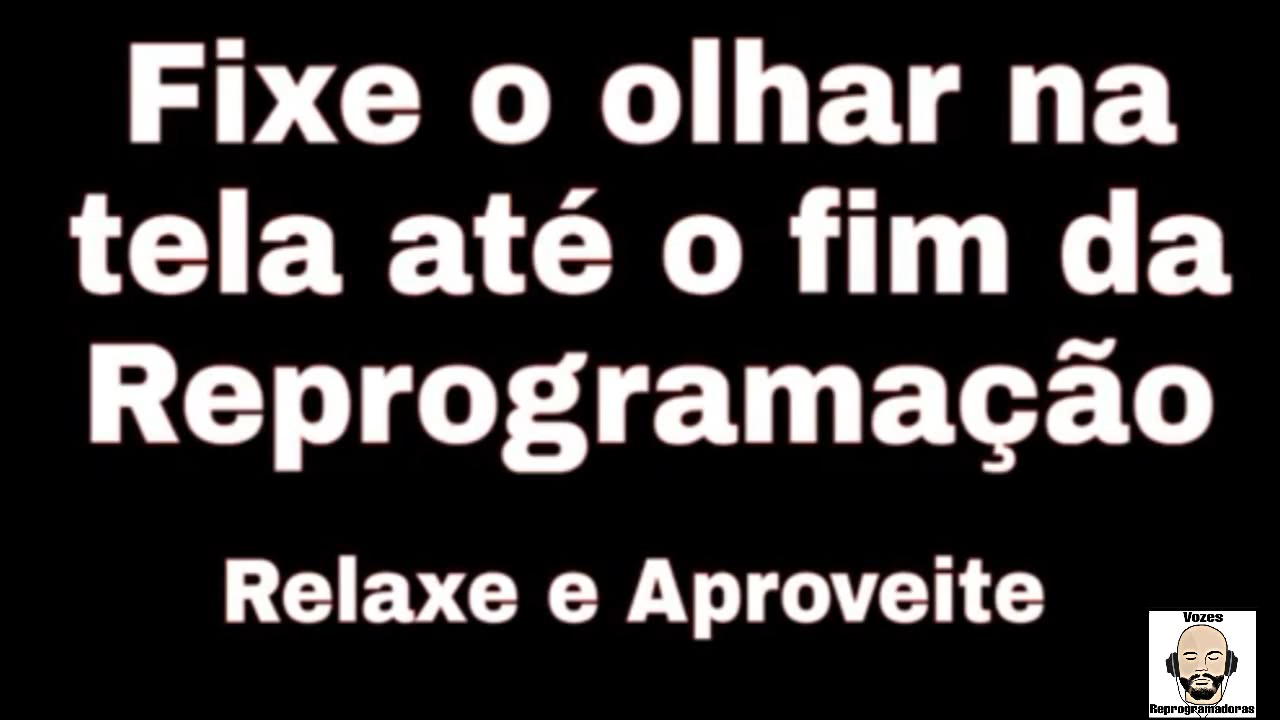 Fixe o olhar na
tela até o fim da
Reprogramação
Relaxe e Aproveite
Vozes
Reprogramadoras